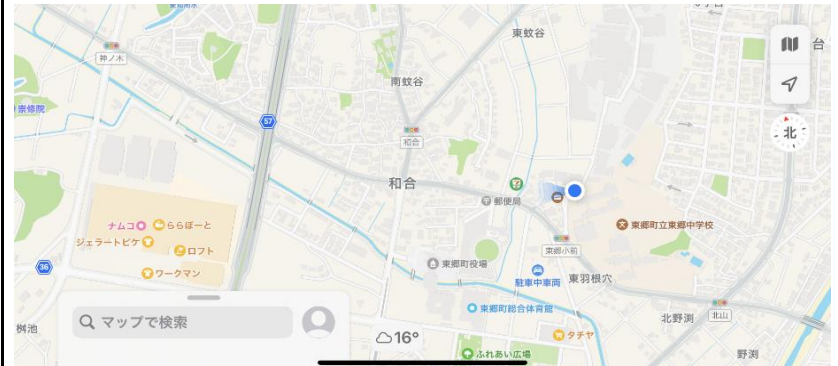 東蚊谷
台
神ノ木
南蚊谷
崇修院
北
57
和合
和合
郵便局
ナムコ
ららぽーと
東郷町立東郷中学校
ジェラートピケ
ロフト
東郷小前
36
東郷町役場
ワークマン
駐車中車両
東羽根穴
東郷町総合体育館
北野渕
北山
桝池
マップで検索
16°
タチヤ
ふれあい広場
野渕